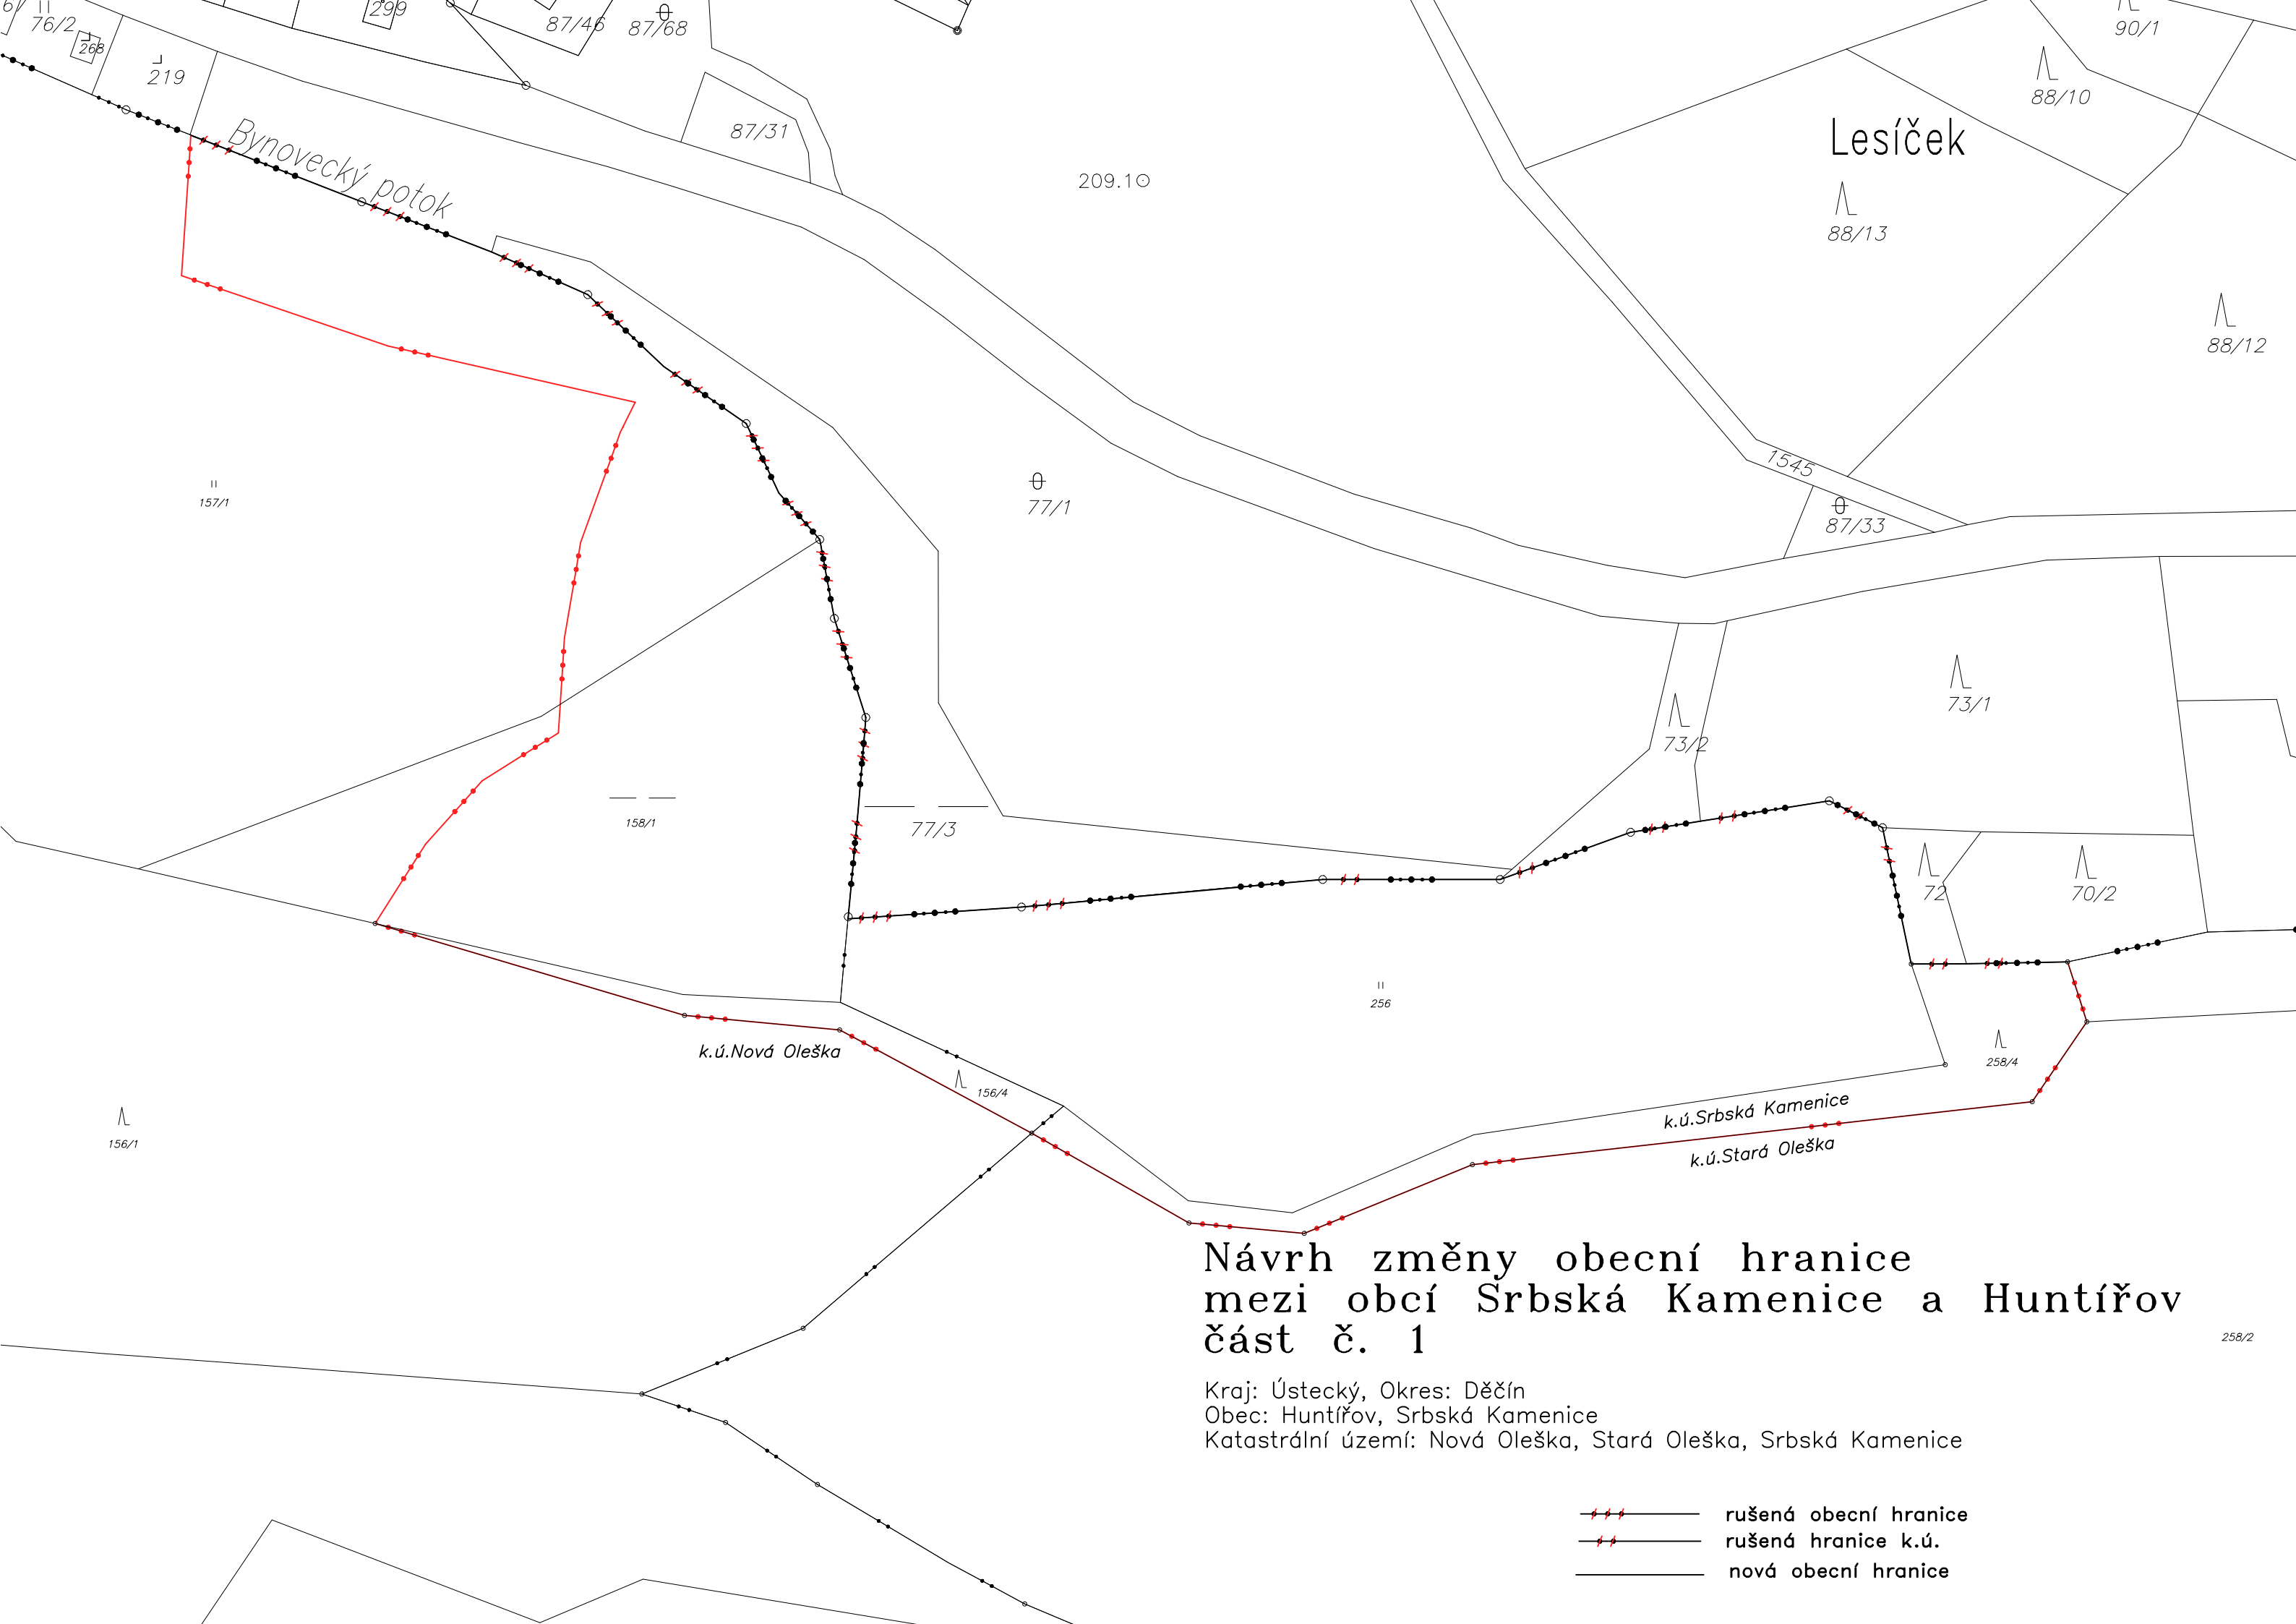 76/2
268
219
299
87/46
87/68
87/31
Bynovecký potok
209.1
90/1
88/10
Lesíček
88/13
88/12
1545
87/33
157/1
77/1
73/1
73/2
158/1
77/3
72
70/2
256
258/4
k.ú.Nová Oleška
156/4
156/1
k.ú.Srbská Kamenice
k.ú.Stará Oleška
Návrh změny obecní hranice
mezi obcí Srbská Kamenice a Huntířov
část č. 1
258/2
Kraj: Ústecký, Okres: Děčín
Obec: Huntířov, Srbská Kamenice
Katastrální území: Nová Oleška, Stará Oleška, Srbská Kamenice
rušená obecní hranice
rušená hranice k.ú.
nová obecní hranice